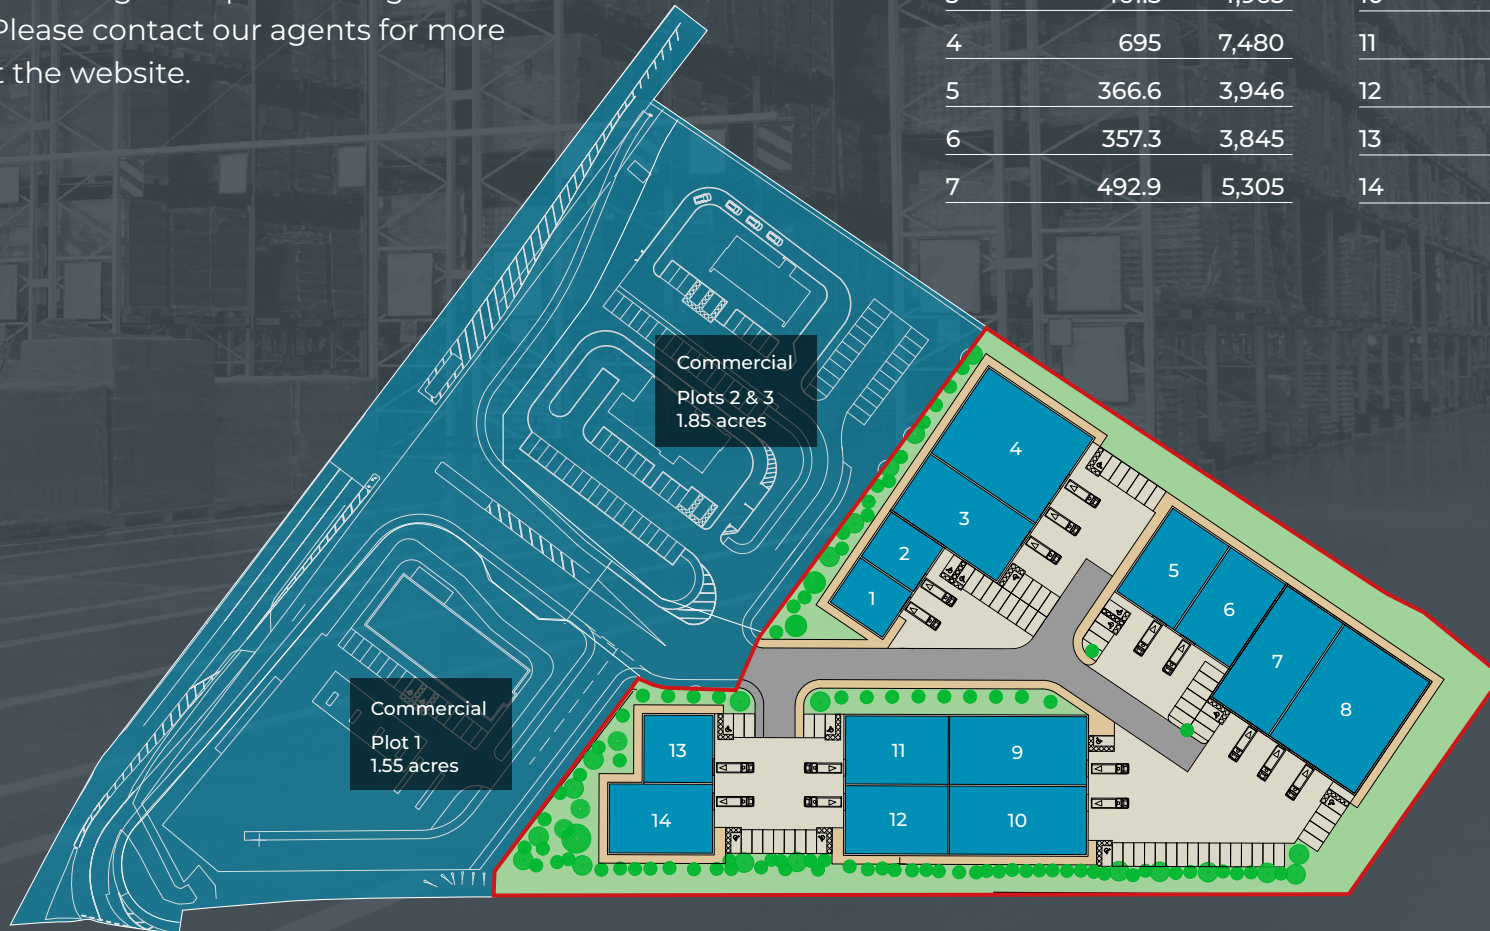 Please contact our agents for more
the website.
4 695 7,480 11
5 366.6 3,946 12
6 357.3 3,845 13
7 492.9 5,305 14
Commercial
Plots 2 & 3
1.85 acres
Commercial
Plot 1
1.55 acres
4
3
2
1
5
6
7
8
13
11
9
14
12
10